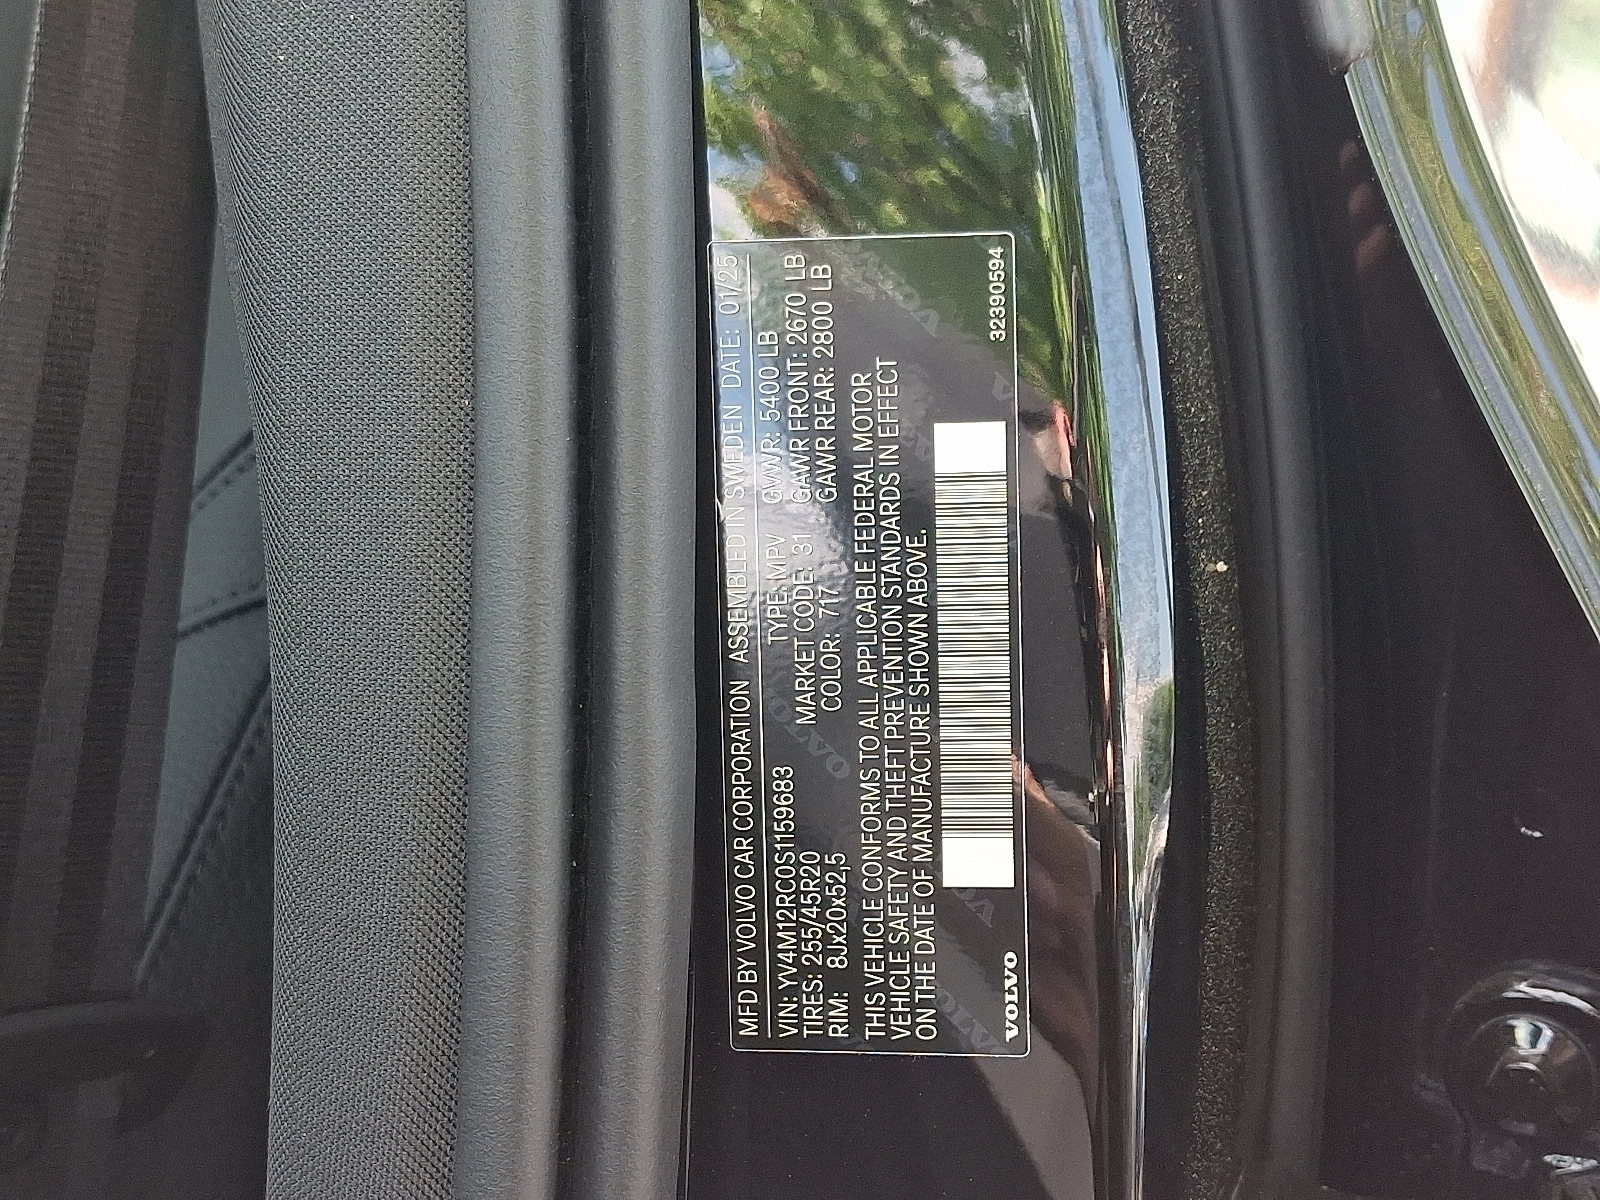 MFD BY VOLVO CAR CORPORATION ASSEMBLED IN SWEDEN DATE: 01/25
VIN: YV4M12RC0S1159683 TYPE: MPV GVWR: 5400 LB
TIRES: 255/45R20 MARKET CODE: 31 GAWR FRONT: 2670 LB
RIM: 8Jx20x52,5 COLOR: 717 GAWR REAR: 2800 LB
THIS VEHICLE CONFORMS TO ALL APPLICABLE FEDERAL MOTOR
VEHICLE SAFETY AND THEFT PREVENTION STANDARDS IN EFFECT
ON THE DATE OF MANUFACTURE SHOWN ABOVE.
VOLVO 32390594